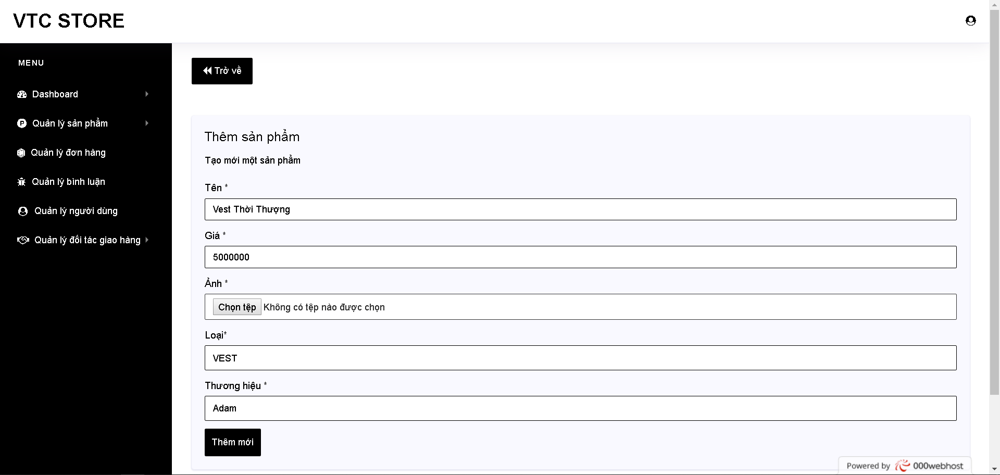 VTC STORE
MENU
Dashboard
Quản lý sản phẩm
Quản lý đơn hàng
Quản lý bình luận
Quản lý người dùng
Quản lý đối tác giao hàng
Trở về
Thêm sản phẩm
Tạo mới một sản phẩm
Tên *
Vest Thời Thượng
Giá *
5000000
Ảnh *
Chọn tệp Không có tệp nào được chọn
Loại*
VEST
Thương hiệu *
Adam
Thêm mới
Powered by 000webhost